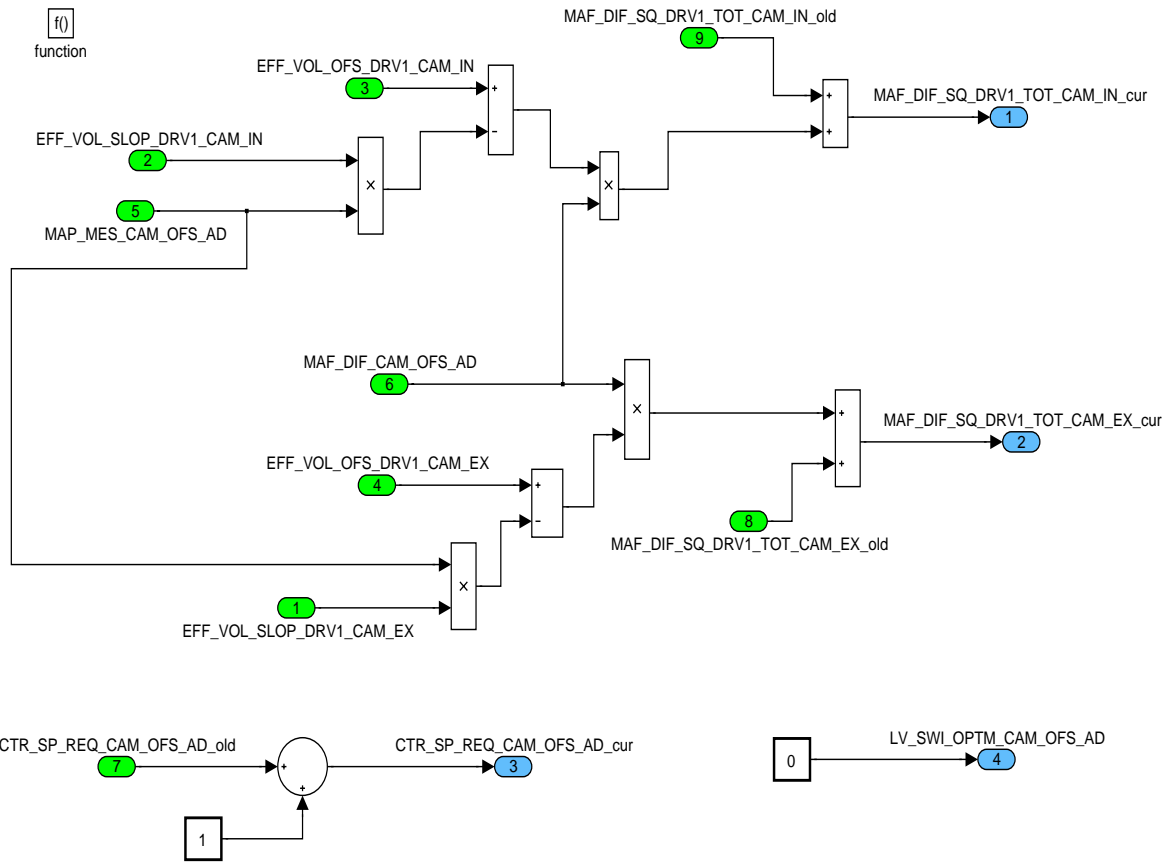 f()
function
MAF_DIF_SQ_DRV1_TOT_CAM_IN_old
9
EFF_VOL_OFS_DRV1_CAM_IN
3
+
−
+
+
MAF_DIF_SQ_DRV1_TOT_CAM_IN_cur
1
EFF_VOL_SLOP_DRV1_CAM_IN
2
×
×
5
MAP_MES_CAM_OFS_AD
MAF_DIF_CAM_OFS_AD
6
×
+
+
MAF_DIF_SQ_DRV1_TOT_CAM_EX_cur
2
EFF_VOL_OFS_DRV1_CAM_EX
4
+
−
8
MAF_DIF_SQ_DRV1_TOT_CAM_EX_old
×
1
EFF_VOL_SLOP_DRV1_CAM_EX
CTR_SP_REQ_CAM_OFS_AD_old
7
+
+
CTR_SP_REQ_CAM_OFS_AD_cur
3
1
0
LV_SWI_OPTM_CAM_OFS_AD
4